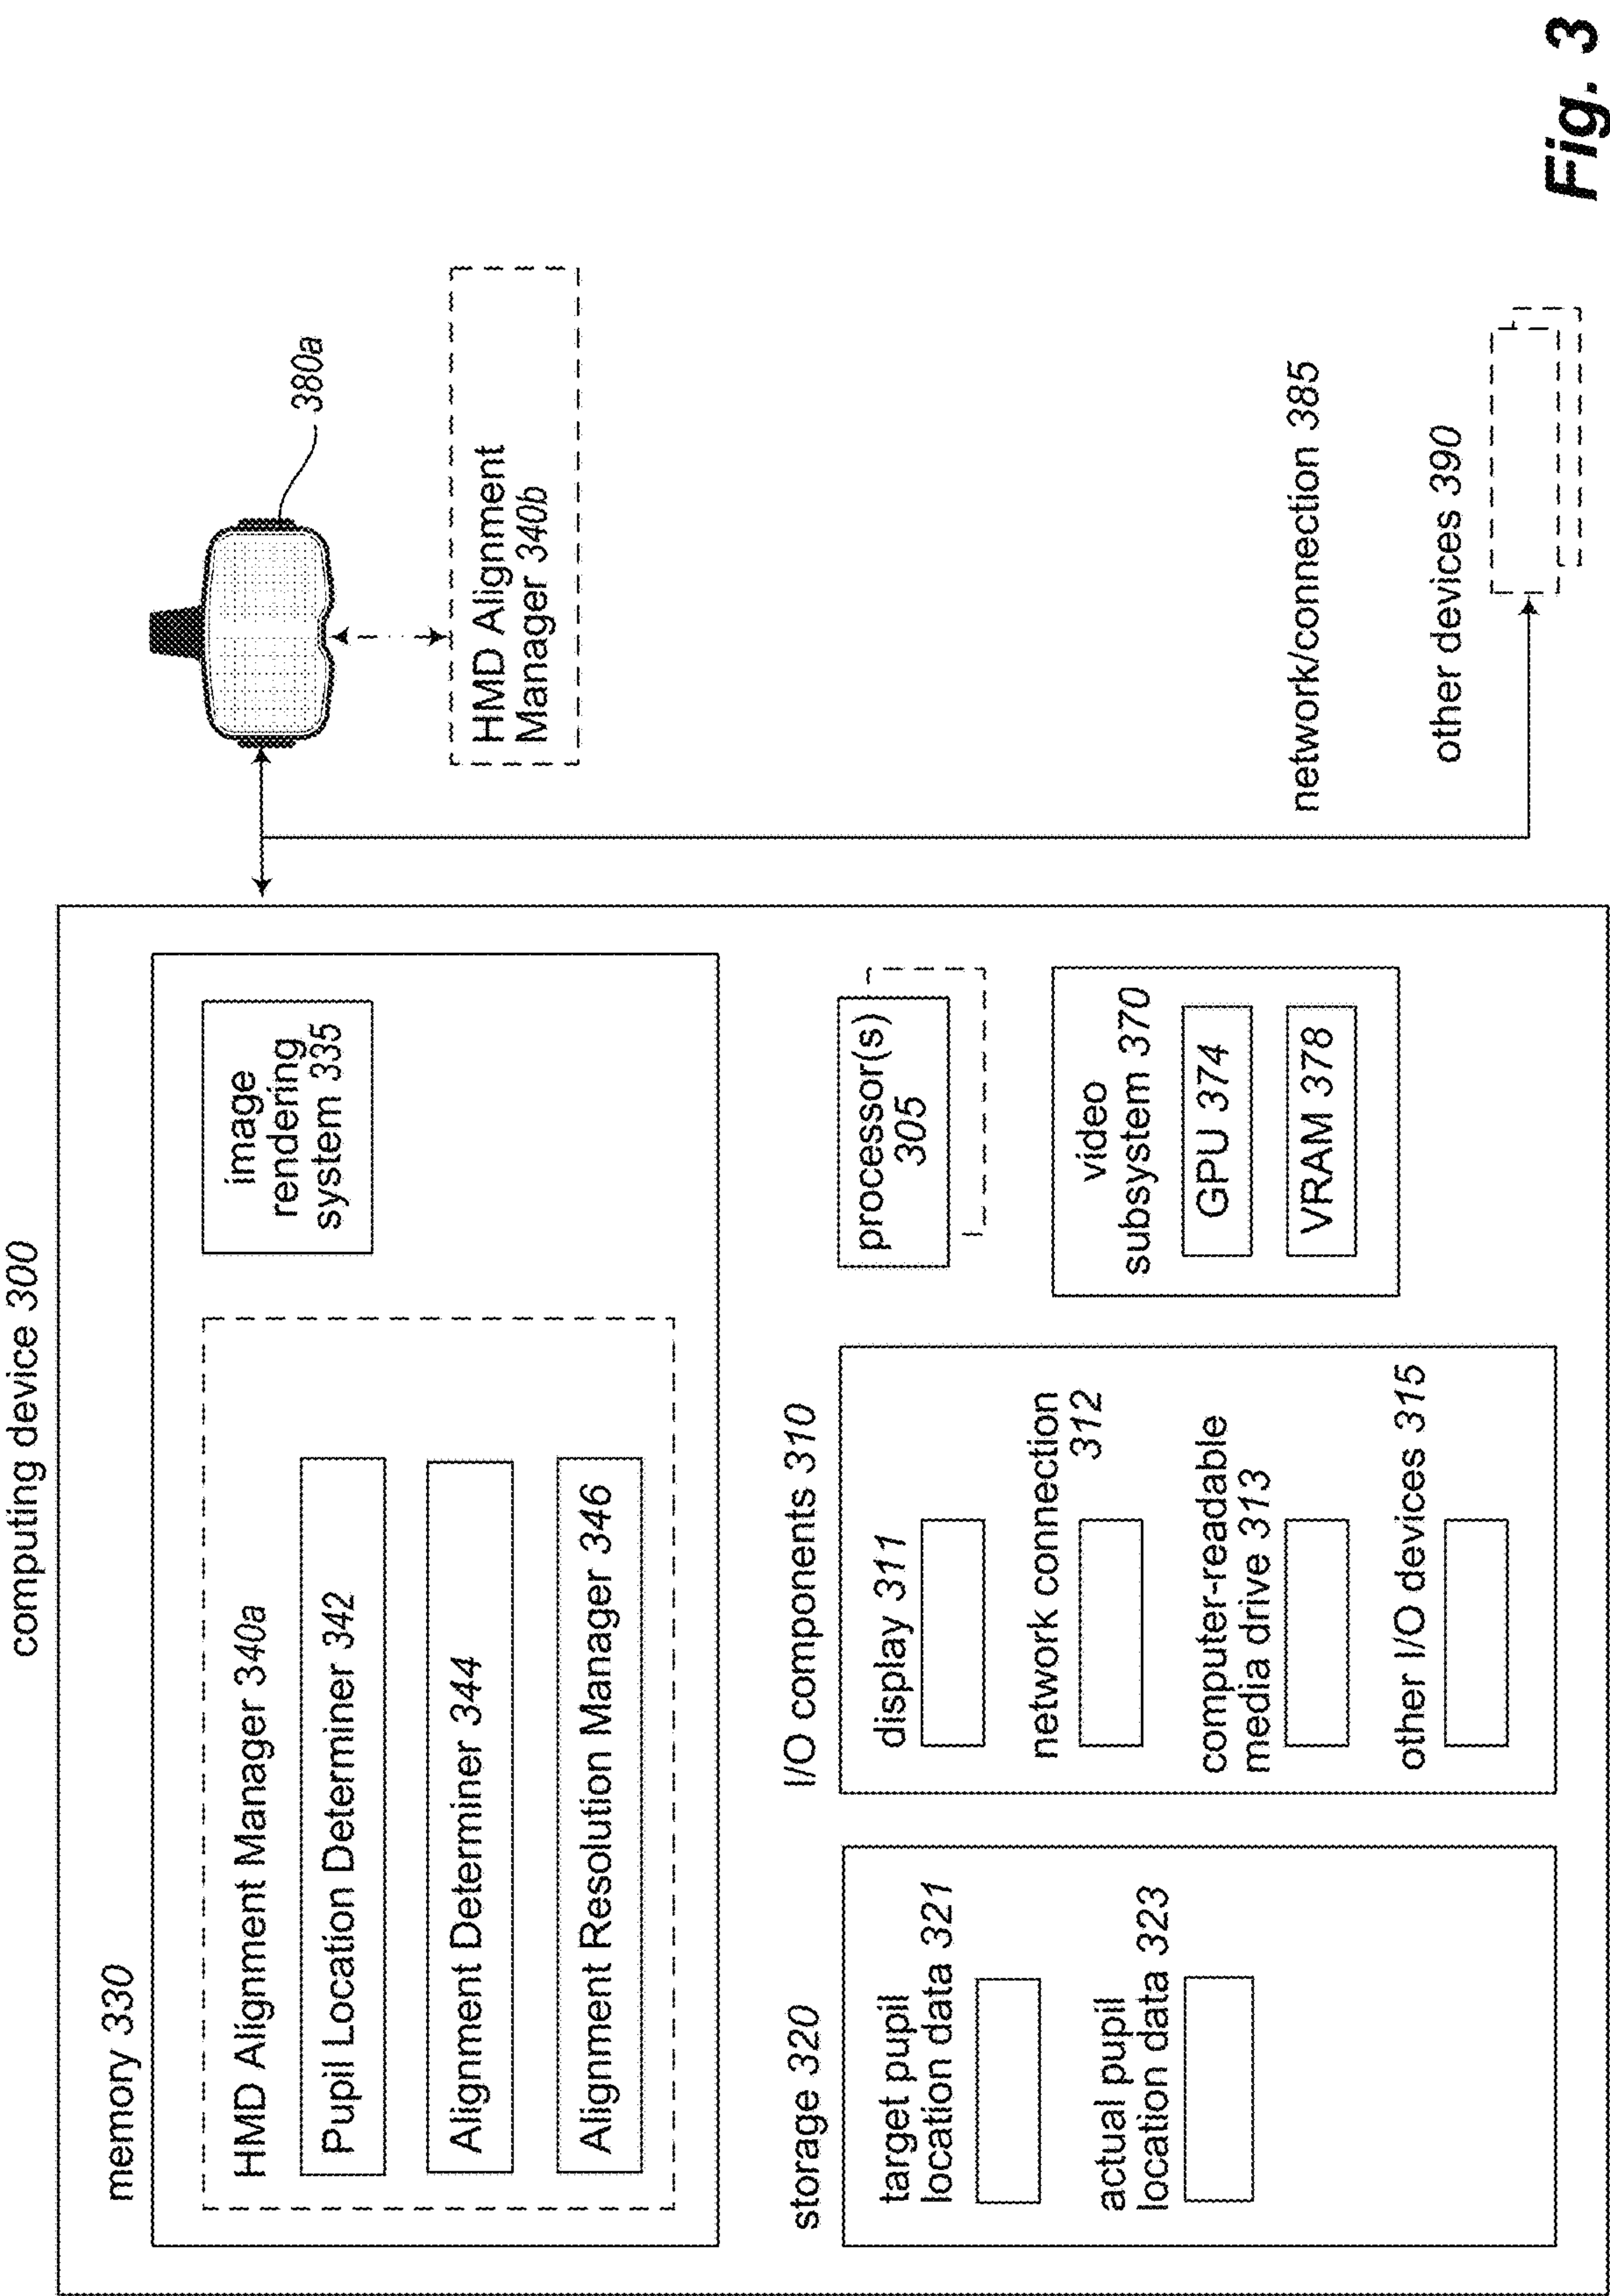 computing device 300
memory 330
HMD Alignment Manager 340a
Pupil Location Determiner 342
Alignment Determiner 344
Alignment Resolution Manager 346
image
rendering
system 335
storage 320
target pupil
location data 321
actual pupil
location data 323
I/O components 310
display 311
network connection
312
computer-readable
media drive 313
other I/O devices 315
processor(s)
305
video
subsystem 370
GPU 374
VRAM 378
380a
HMD Alignment
Manager 340b
network/connection 385
other devices 390
Fig. 3